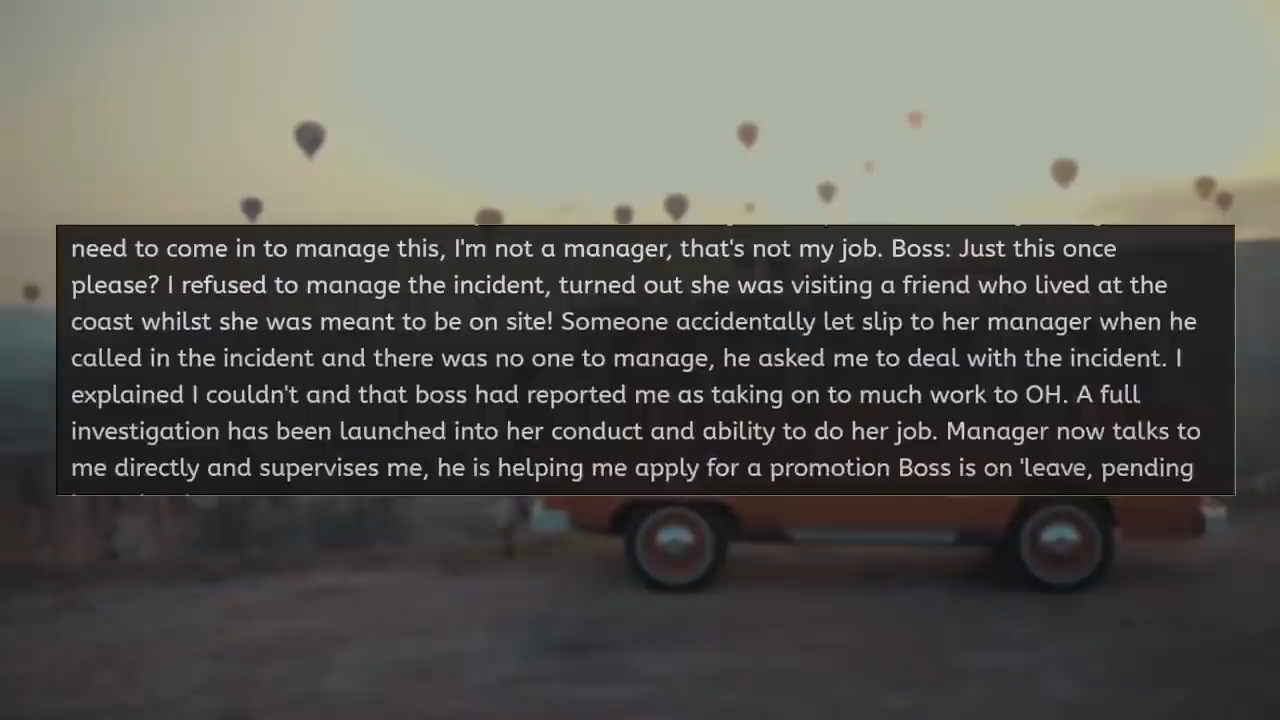 need to come in to manage this, I'm not a manager, that's not my job. Boss: Just this once
please? I refused to manage the incident, turned out she was visiting a friend who lived at the
coast whilst she was meant to be on site! Someone accidentally let slip to her manager when he
called in the incident and there was no one to manage, he asked me to deal with the incident. I
explained I couldn't and that boss had reported me as taking on to much work to OH. A full
investigation has been launched into her conduct and ability to do her job. Manager now talks to
me directly and supervises me, he is helping me apply for a promotion Boss is on 'leave, pending